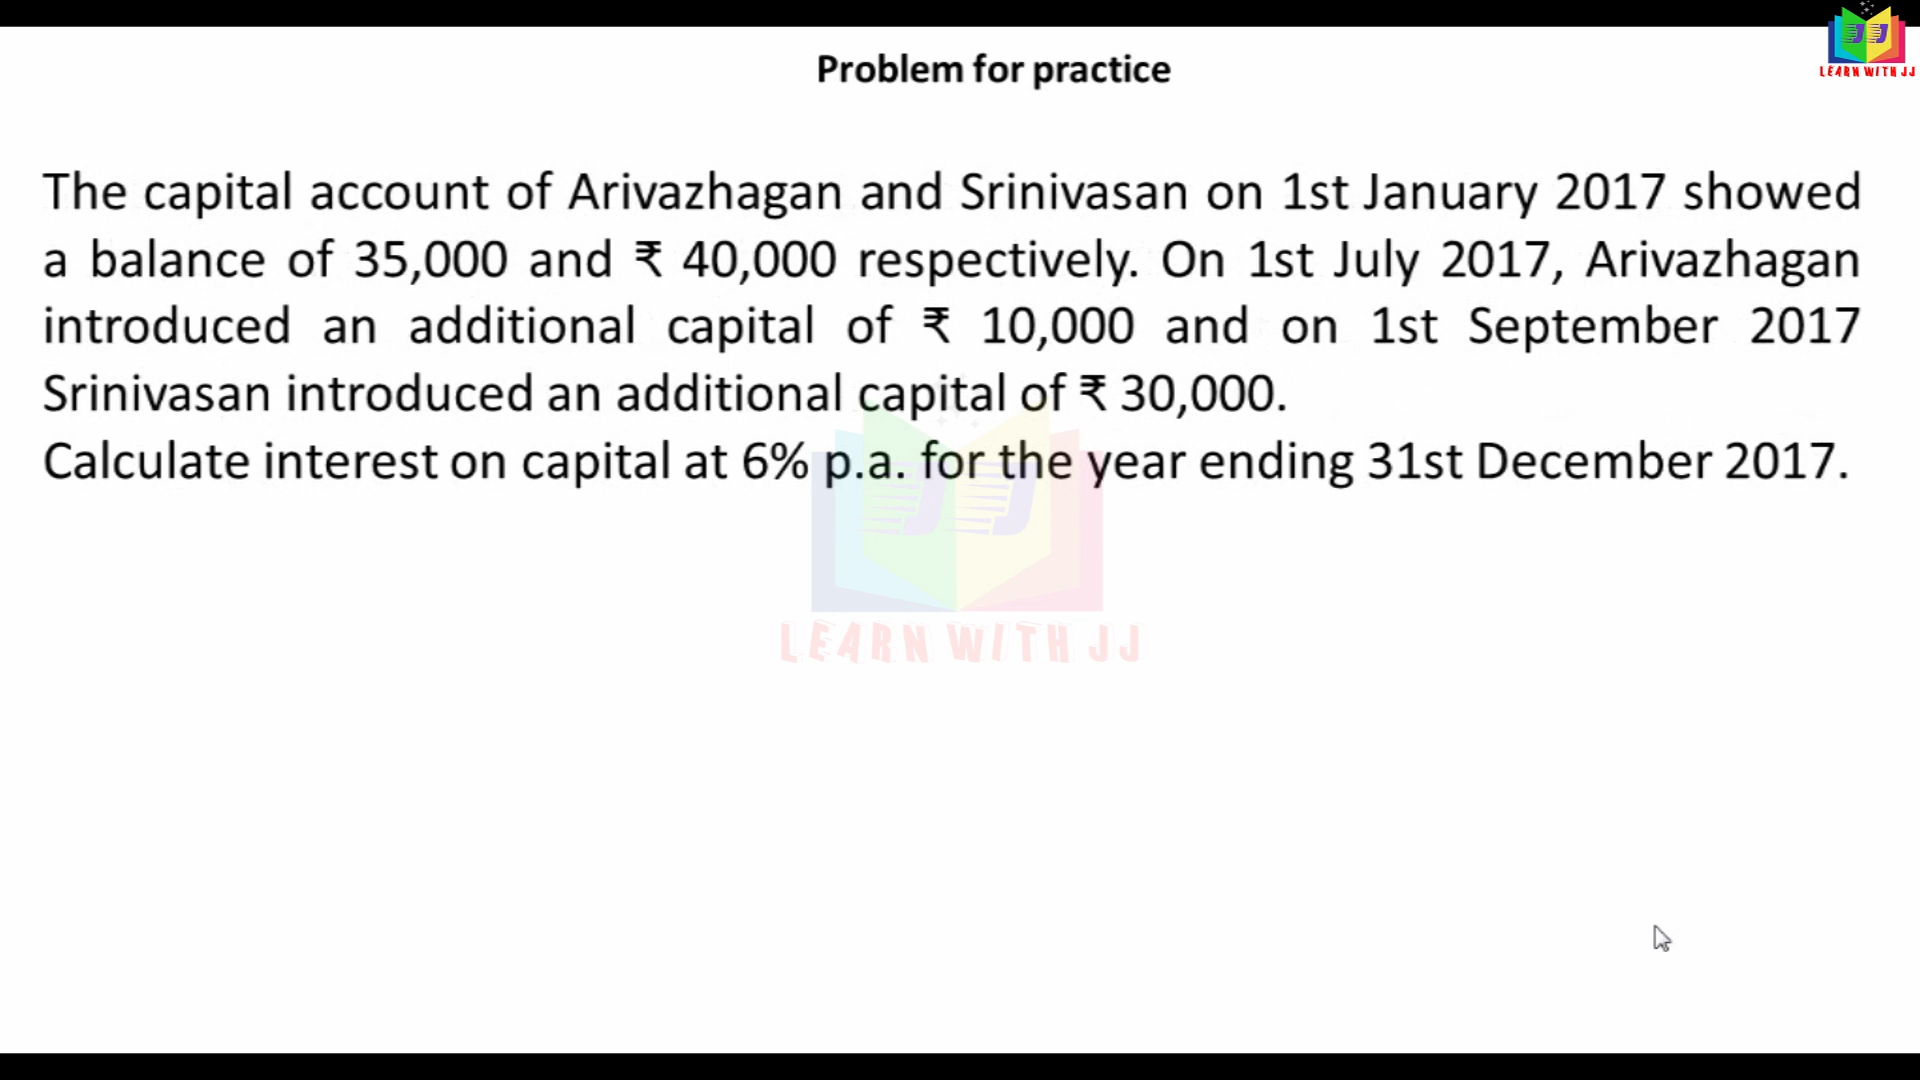 LEARN WITH JJ
Problem for practice
The capital account of Arivazhagan and Srinivasan on 1st January 2017 showed
a balance of 35,000 and ₹ 40,000 respectively. On 1st July 2017, Arivazhagan
introduced an additional capital of ₹ 10,000 and on 1st September 2017
Srinivasan introduced an additional capital of ₹ 30,000.
Calculate interest on capital at 6% p.a. for the year ending 31st December 2017.
JJ
LEARN WITH JJ